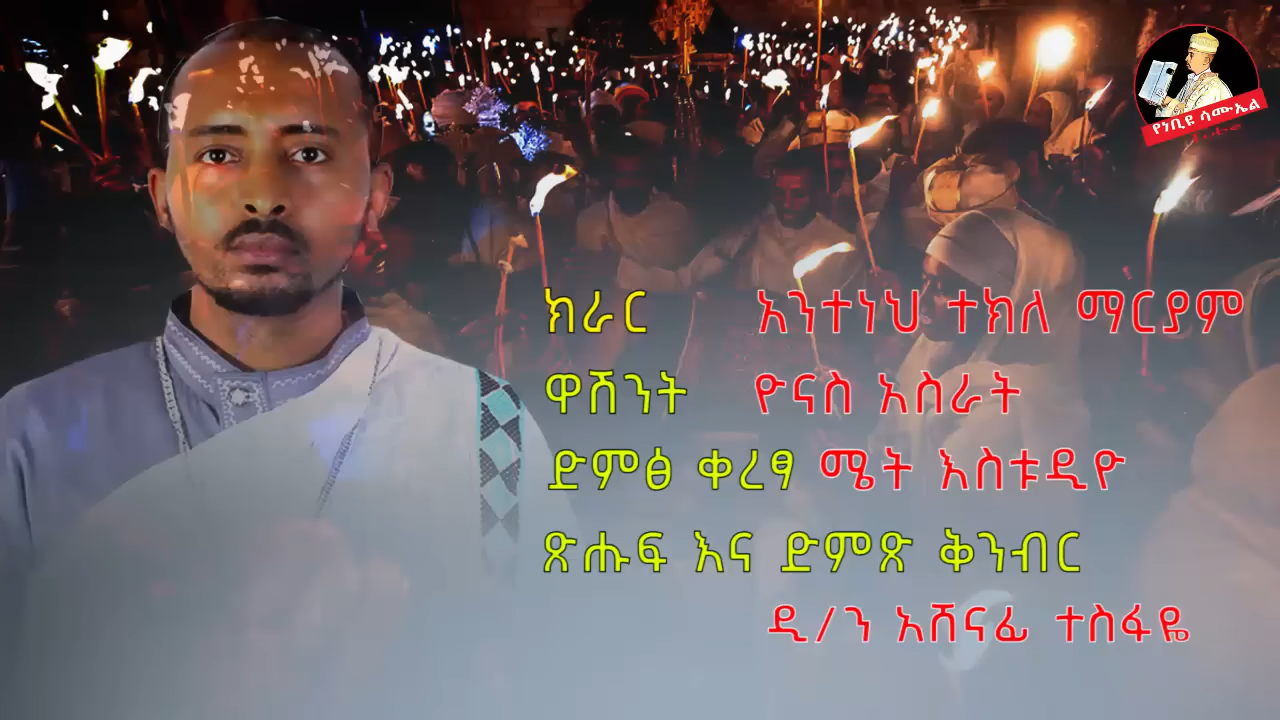 የነቢዩ ሳሙኤል
ክራር አንተነህ ተክለ ማርያም
ዋሽንት ዮናስ አስራት
ድምፅ ቀረፃ ሜት እስቱዲዮ
ጽሑፍ እና ድምጽ ቅንብር
ዲ/ን አሸናፊ ተስፋዬ